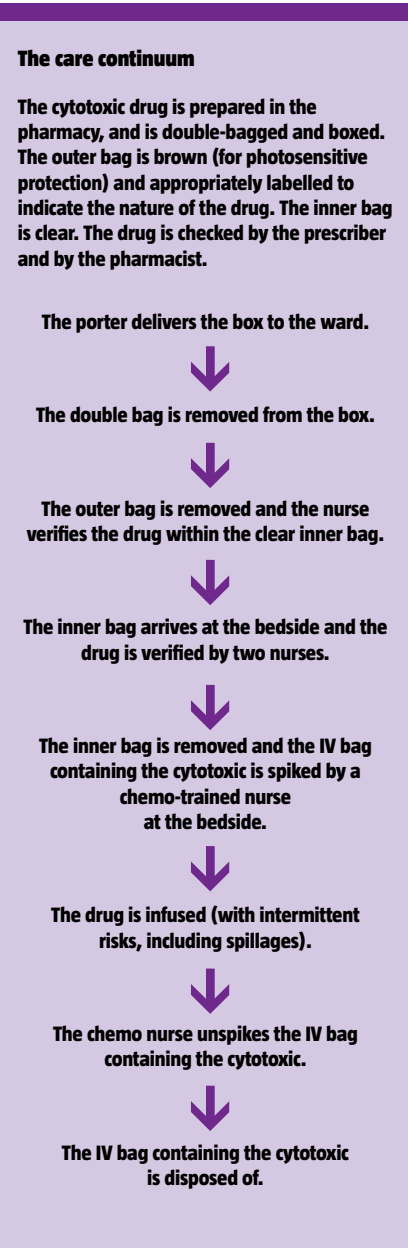 The care continuum
The cytotoxic drug is prepared in the
pharmacy, and is double-bagged and boxed.
The outer bag is brown (for photosensitive
protection) and appropriately labelled to
indicate the nature of the drug. The inner bag
is clear. The drug is checked by the prescriber
and by the pharmacist.
The porter delivers the box to the ward.
The double bag is removed from the box.
The outer bag is removed and the nurse
verifies the drug within the clear inner bag.
The inner bag arrives at the bedside and the
drug is verified by two nurses.
The inner bag is removed and the IV bag
containing the cytotoxic is spiked by a
chemo-trained nurse
at the bedside.
The drug is infused (with intermittent
risks, including spillages).
The chemo nurse unspikes the IV bag
containing the cytotoxic.
The IV bag containing the cytotoxic
is disposed of.